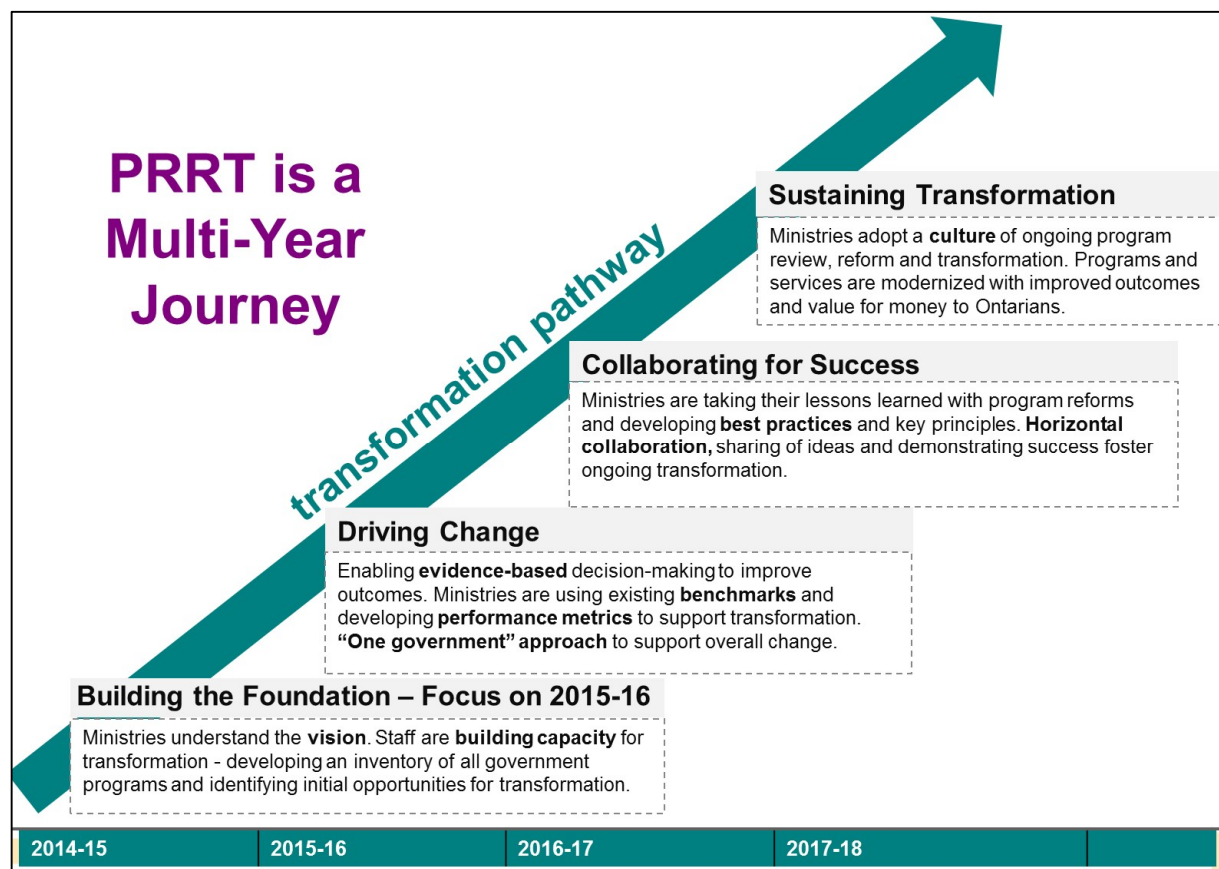 PRRT is a
Multi-Year
Journey
transformation pathway
Sustaining Transformation
Ministries adopt a culture of ongoing program
review, reform and transformation. Programs and
services are modernized with improved outcomes
and value for money to Ontarians.
Collaborating for Success
Ministries are taking their lessons learned with program reforms
and developing best practices and key principles. Horizontal
collaboration, sharing of ideas and demonstrating success foster
ongoing transformation.
Driving Change
Enabling evidence-based decision-making to improve
outcomes. Ministries are using existing benchmarks and
developing performance metrics to support transformation.
“One government” approach to support overall change.
Building the Foundation – Focus on 2015-16
Ministries understand the vision. Staff are building capacity for
transformation - developing an inventory of all government
programs and identifying initial opportunities for transformation.
2014-15 2015-16 2016-17 2017-18